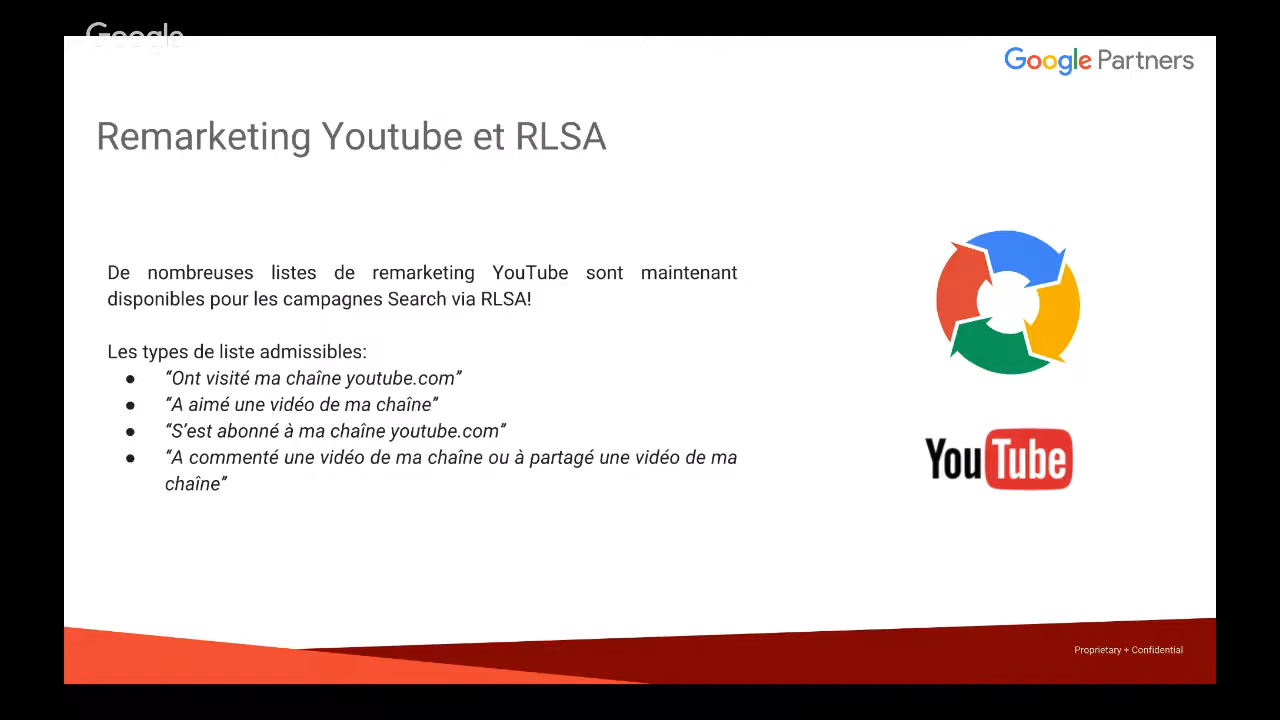 Google
Google Partners
Remarketing Youtube et RLSA
De nombreuses listes de remarketing YouTube sont maintenant
disponibles pour les campagnes Search via RLSA!
Les types de liste admissibles:
● “Ont visité ma chaîne youtube.com”
● “A aimé une vidéo de ma chaîne”
● “S’est abonné à ma chaîne youtube.com”
● “A commenté une vidéo de ma chaîne ou à partagé une vidéo de ma
chaîne”
YouTube
Proprietary + Confidential